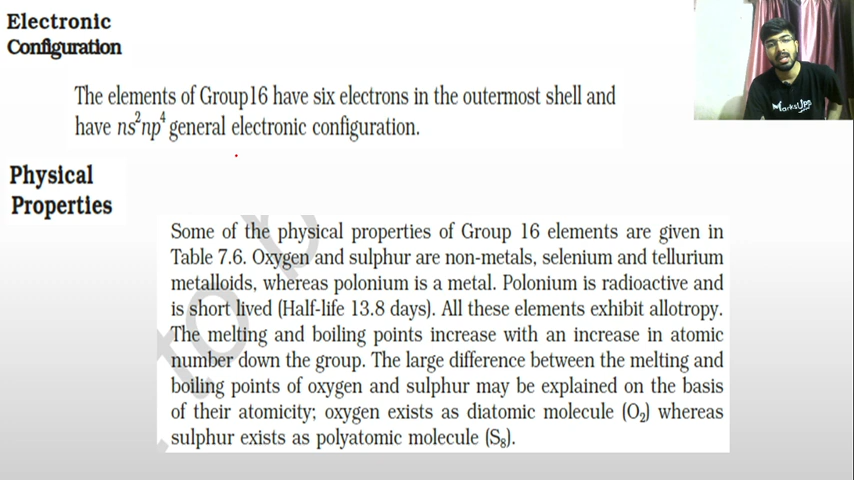 Electronic
Configuration
The elements of Group16 have six electrons in the outermost shell and
have ns²np⁴ general electronic configuration.
Physical
Properties
Some of the physical properties of Group 16 elements are given in
Table 7.6. Oxygen and sulphur are non-metals, selenium and tellurium
metalloids, whereas polonium is a metal. Polonium is radioactive and
is short lived (Half-life 13.8 days). All these elements exhibit allotropy.
The melting and boiling points increase with an increase in atomic
number down the group. The large difference between the melting and
boiling points of oxygen and sulphur may be explained on the basis
of their atomicity; oxygen exists as diatomic molecule (O₂) whereas
sulphur exists as polyatomic molecule (S₈).
MarksUps
to b